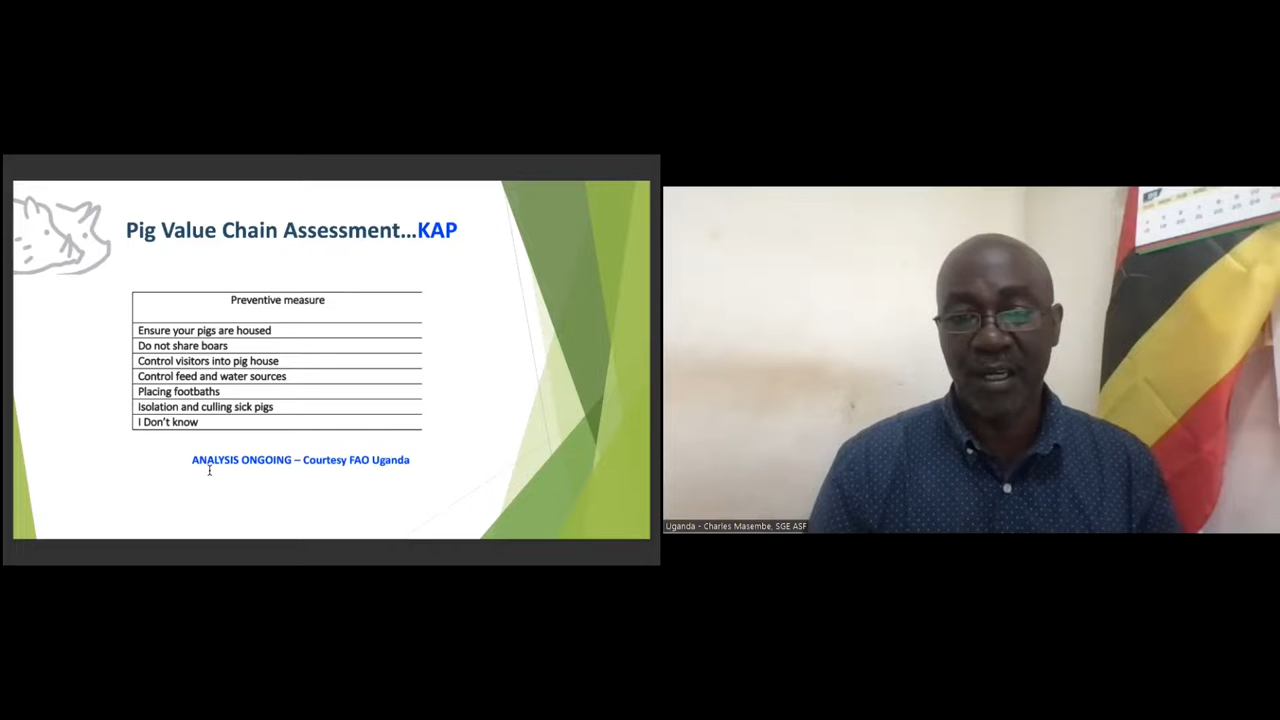 Pig Value Chain Assessment...KAP
Preventive measure
Ensure your pigs are housed
Do not share boars
Control visitors into pig house
Control feed and water sources
Placing footbaths
Isolation and culling sick pigs
I Don't know
ANALYSIS ONGOING – Courtesy FAO Uganda
Uganda - Charles Masembe, SGE ASF